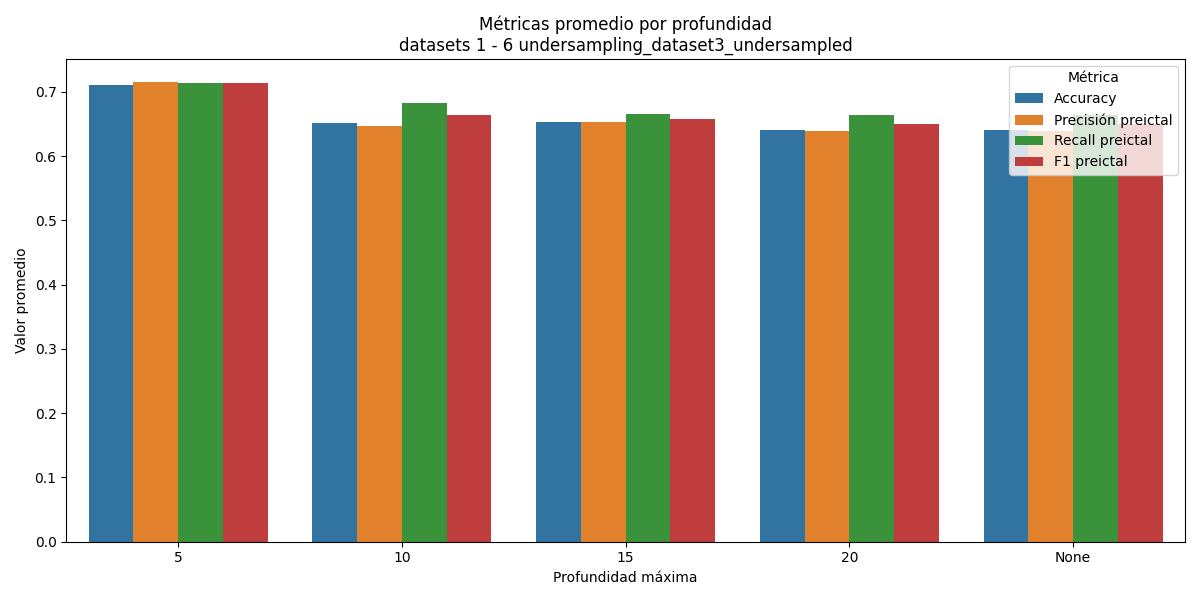 Métricas promedio por profundidad
datasets 1 - 6 undersampling_dataset3_undersampled
Métrica
Accuracy
Precisión preictal
Recall preictal
F1 preictal
Valor promedio
0.7
0.6
0.5
0.4
0.3
0.2
0.1
0.0
5
10
15
20
None
Profundidad máxima